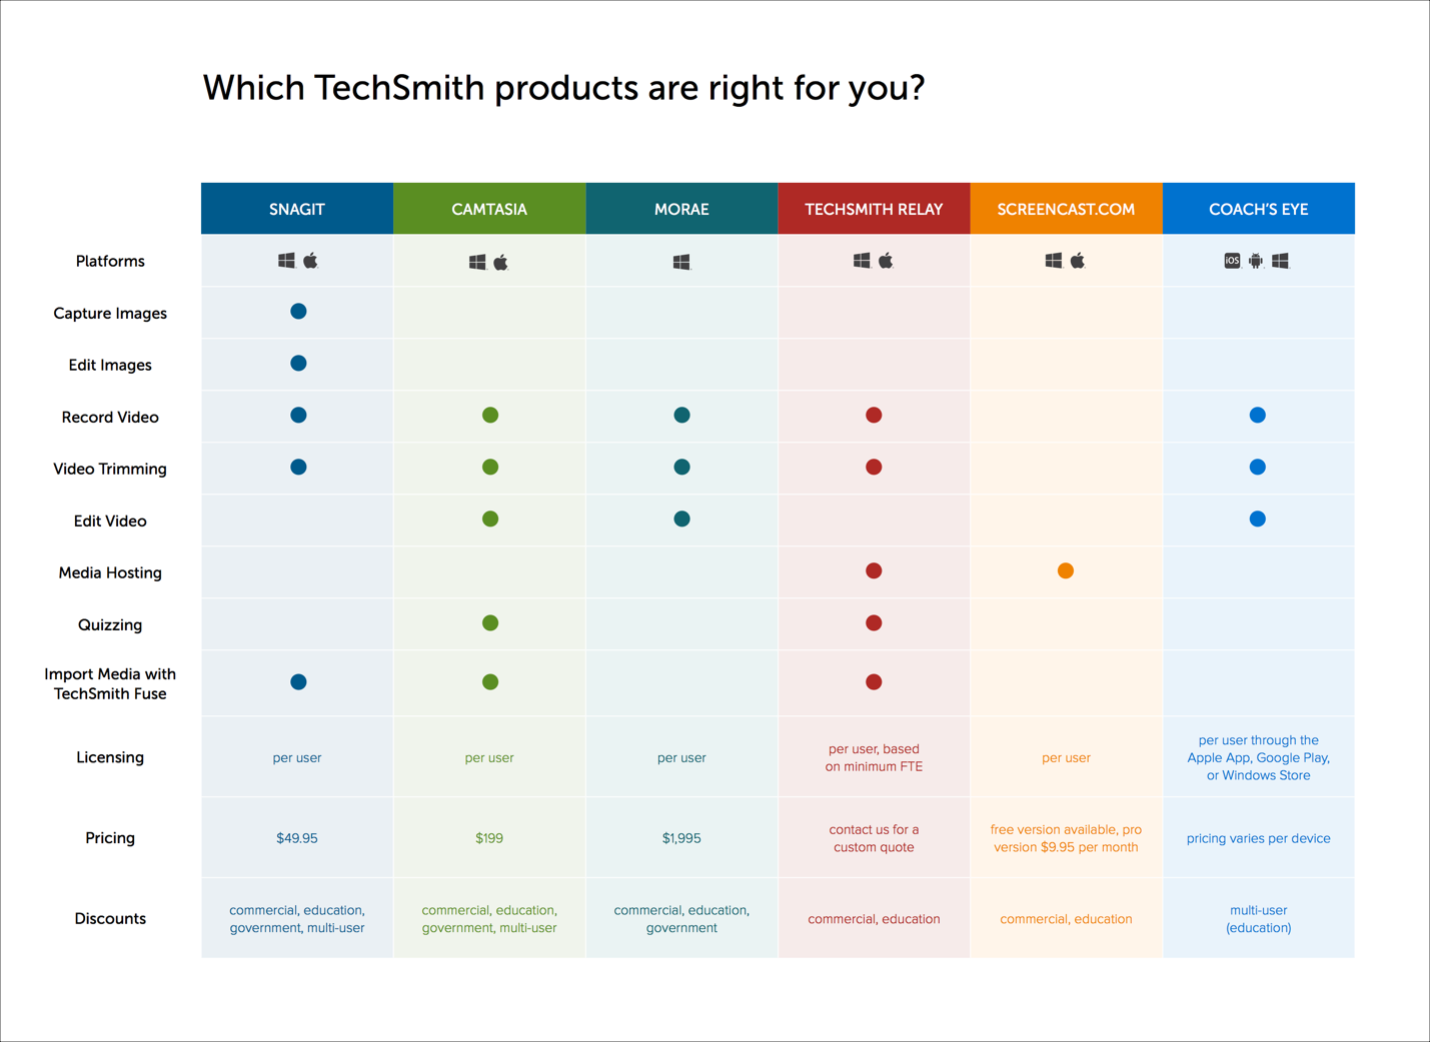 Which TechSmith products are right for you?
SNAGIT CAMTASIA MORAE TECHSMITH RELAY SCREENCAST.COM COACH'S EYE
Platforms iOS
Capture Images
Edit Images
Record Video
Video Trimming
Edit Video
Media Hosting
Quizzing
Import Media with
TechSmith Fuse
Licensing
per user
per user
per user
per user, based
on minimum FTE
per user
per user through the
Apple App, Google Play,
or Windows Store
Pricing
$49.95
$199
$1,995
contact us for a
custom quote
free version available, pro
version $9.95 per month
pricing varies per device
Discounts
commercial, education,
government, multi-user
commercial, education,
government, multi-user
commercial, education,
government
commercial, education
commercial, education
multi-user
(education)